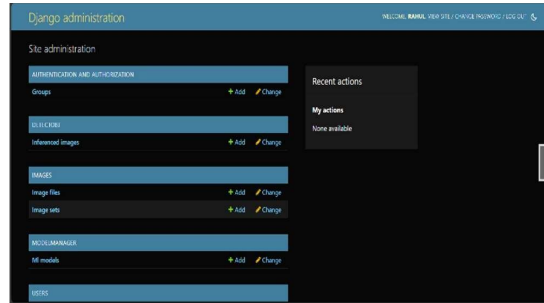 Django administration
WELCOME, RAHUL. VIEW SITE / CHANGE PASSWORD / LOG OUT
Site administration
AUTHENTICATION AND AUTHORIZATION
Groups + Add Change
Recent actions
My actions
None available
Inferenced images + Add Change
IMAGES
Image files + Add Change
Image sets + Add Change
MODELMANAGER
Ml models + Add Change
USERS